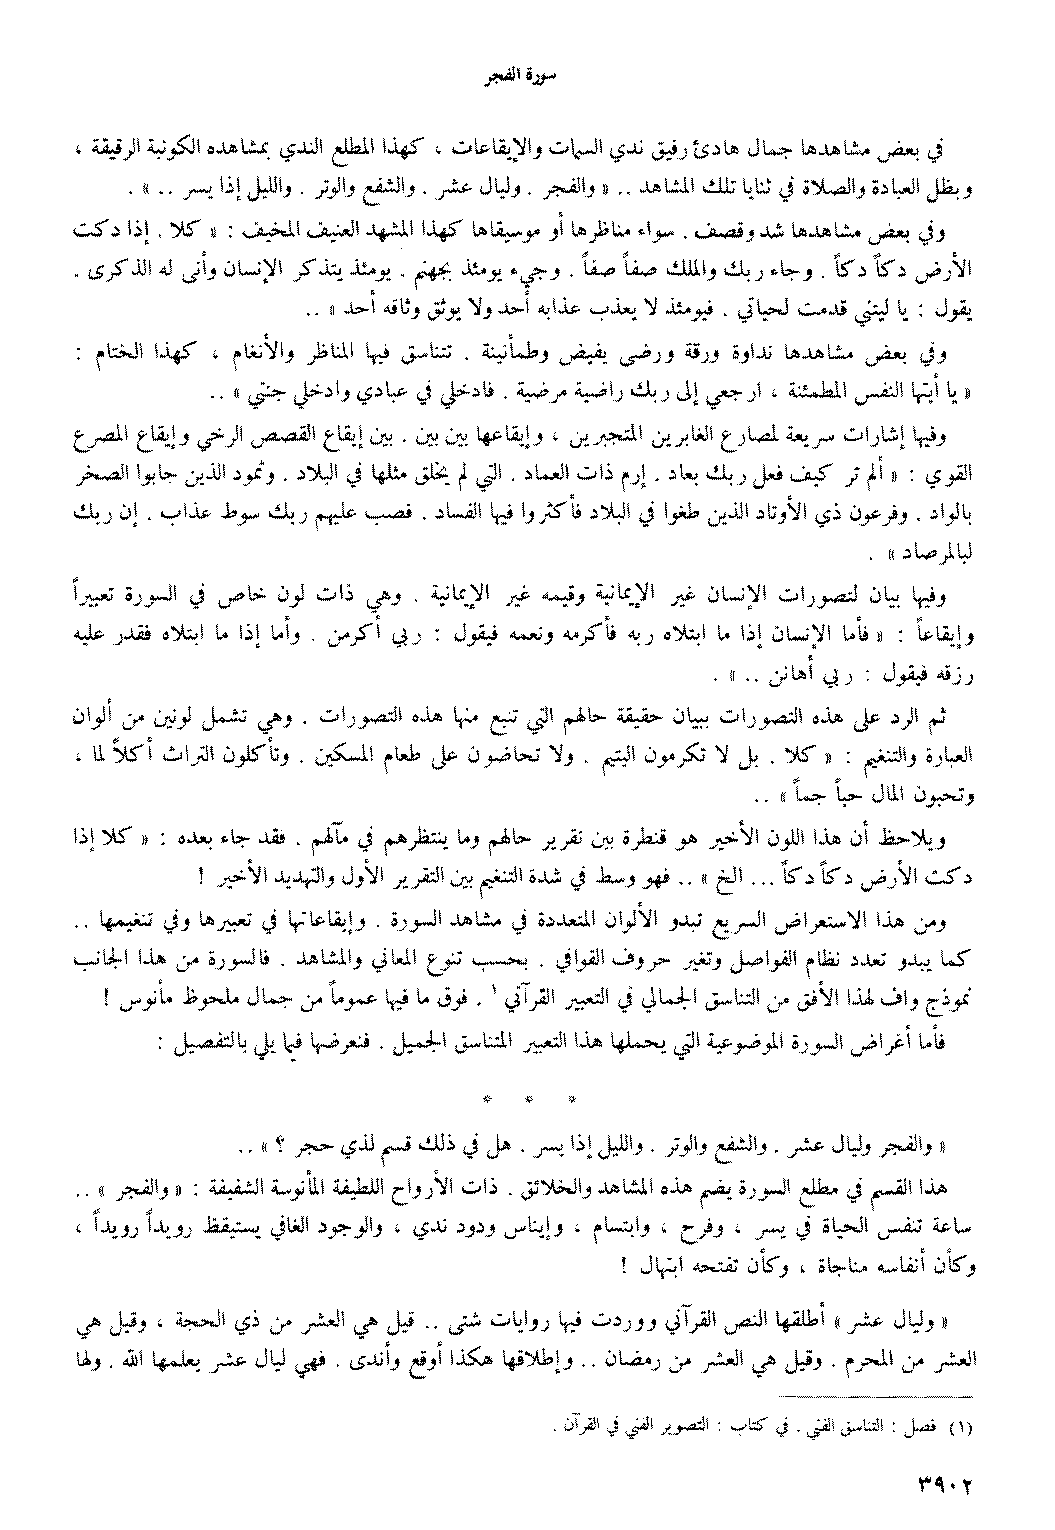 سورة الفجر
في بعض مشاهدها جمال هادئ رفيق ندي السمات والإيقاعات ، كهذا المطلع الندي بمشاهده الكونية الرقيقة ،
وبظل العبادة والصلاة في ثنايا تلك المشاهد .. « والفجر . وليال عشر . والشفع والوتر . والليل إذا يسر .. » .
وفي بعض مشاهدها شد وقصف . سواء مناظرها أو موسيقاها كهذا المشهد العنيف المخيف : « كلا . إذا دكت
الأرض دكاً دكاً . وجاء ربك والملك صفاً صفاً . وجيء يومئذ بجهنم . يومئذ يتذكر الإنسان وأنى له الذكرى .
يقول : يا ليتني قدمت لحياتي . فيومئذ لا يعذب عذابه أحد ولا يوثق وثاقه أحد » ..
وفي بعض مشاهدها نداوة ورقة ورضى يفيض وطمأنينة . تتناسق فيها المناظر والأنغام ، كهذا الختام :
« يا أيتها النفس المطمئنة ، ارجعي إلى ربك راضية مرضية . فادخلي في عبادي وادخلي جنتي » ..
وفيها إشارات سريعة لمصارع الغابرين المتجبرين ، وإيقاعها بين بين . بين إيقاع القصص الرخي وإيقاع المصرع
القوي : « ألم تر كيف فعل ربك بعاد . إرم ذات العماد . التي لم يخلق مثلها في البلاد . وثمود الذين جابوا الصخر
بالواد . وفرعون ذي الأوتاد الذين طغوا في البلاد فأكثروا فيها الفساد . فصب عليهم ربك سوط عذاب . إن ربك
لبالمرصاد » .
وفيها بيان لتصورات الإنسان غير الإيمانية وقيمه غير الإيمانية . وهي ذات لون خاص في السورة تعبيراً
وإيقاعاً : « فأما الإنسان إذا ما ابتلاه ربه فأكرمه ونعمه فيقول : ربي أكرمن . وأما إذا ما ابتلاه فقدر عليه
رزقه فيقول : ربي أهانن .. » .
ثم الرد على هذه التصورات ببيان حقيقة حالهم التي تنبع منها هذه التصورات . وهي تشمل لونين من ألوان
العبارة والتنغيم : « كلا . بل لا تكرمون اليتيم . ولا تحاضون على طعام المسكين . وتأكلون التراث أكلاً لما ،
وتحبون المال حباً جماً » ..
ويلاحظ أن هذا اللون الأخير هو قنطرة بين تقرير حالهم وما ينتظرهم في مآلهم . فقد جاء بعده : « كلا إذا
دكت الأرض دكاً دكاً ... الخ » .. فهو وسط في شدة التنغيم بين التقرير الأول والتهديد الأخير !
ومن هذا الاستعراض السريع تبدو الألوان المتعددة في مشاهد السورة . وإيقاعاتها في تعبيرها وفي تنغيمها ..
كما يبدو تعدد نظام الفواصل وتغير حروف القوافي . بحسب تنوع المعاني والمشاهد . فالسورة من هذا الجانب
نموذج واف لهذا الأفق من التناسق الجمالي في التعبير القرآني ١ . فوق ما فيها عموماً من جمال ملحوظ مأنوس !
فأما أغراض السورة الموضوعية التي يحملها هذا التعبير المتناسق الجميل . فنعرضها فيما يلي بالتفصيل :
* * *
« والفجر وليال عشر . والشفع والوتر . والليل إذا يسر . هل في ذلك قسم لذي حجر ؟ » ..
هذا القسم في مطلع السورة يضم هذه المشاهد والخلائق . ذات الأرواح اللطيفة المأنوسة الشفيفة : « والفجر » ..
ساعة تنفس الحياة في يسر ، وفرح ، وابتسام ، وإيناس ودود ندي ، والوجود الغافي يستيقظ رويداً رويداً ،
وكأن أنفاسه مناجاة ، وكأن تفتحه ابتهال !
« وليال عشر » أطلقها النص القرآني ووردت فيها روايات شتى .. قيل هي العشر من ذي الحجة ، وقيل هي
العشر من المحرم . وقيل هي العشر من رمضان .. وإطلاقها هكذا أوقع وأندى . فهي ليال عشر يعلمها الله . ولها
(١) فصل : التناسق الفني . في كتاب : التصوير الفني في القرآن .
٣٩٠٢